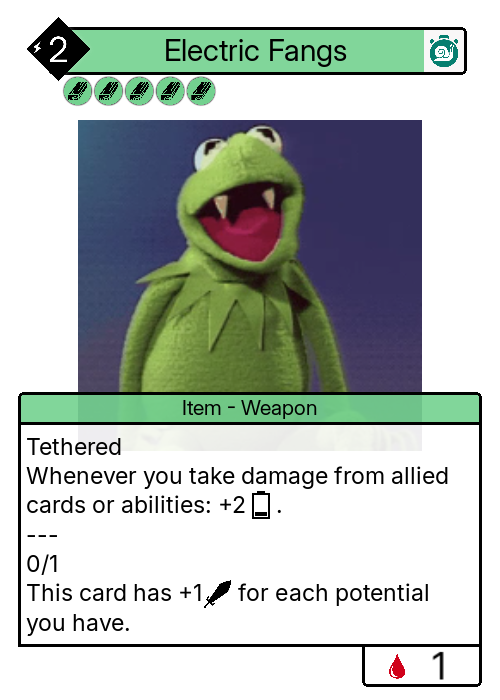 2
Electric Fangs
Item - Weapon
Tethered
Whenever you take damage from allied
cards or abilities: +2 .
---
0/1
This card has +1 for each potential
you have.
1